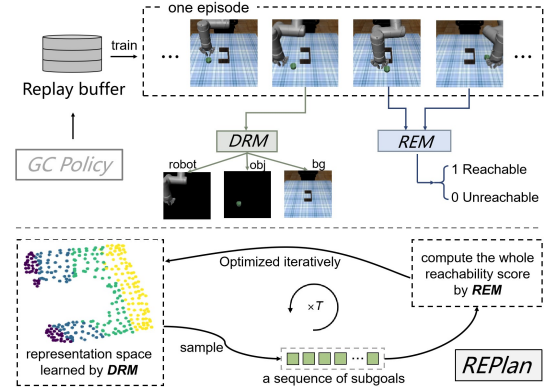 one episode
train
...
...
Replay buffer
GC Policy
DRM
REM
robot
obj
bg
1 Reachable
0 Unreachable
Optimized iteratively
×T
compute the whole
reachability score
by REM
representation space
learned by DRM
sample
...
a sequence of subgoals
REPlan